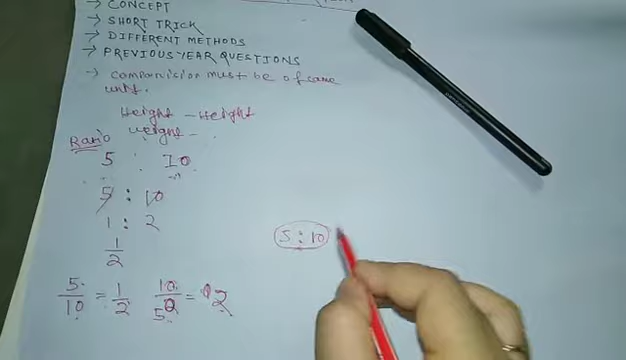 → CONCEPT
→ SHORT TRICK
→ DIFFERENT METHODS
→ PREVIOUS YEAR QUESTIONS
→ comparision must be of same
unit.
Height - Height
weight -
Ratio
5 : 10
5 : 10
1 : 2
1/2
5/10 = 1/2 10/5 = 2
5 : 10